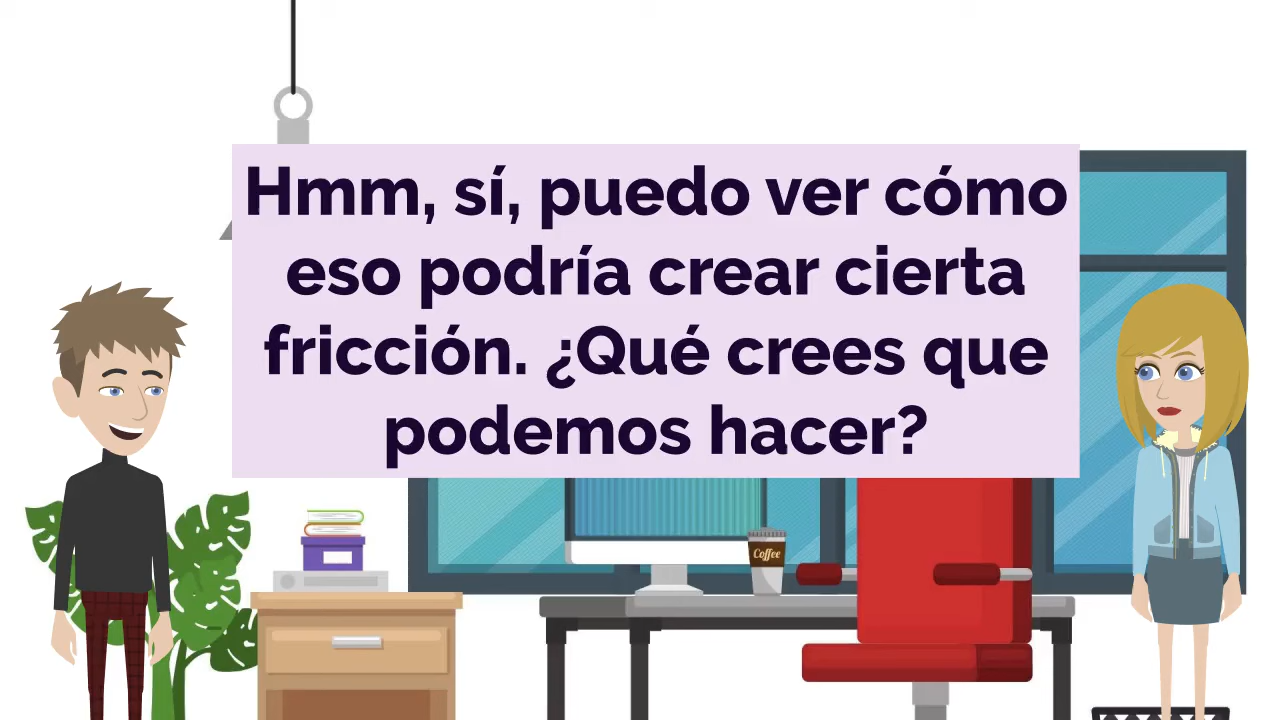 Hmm, sí, puedo ver cómo
eso podría crear cierta
fricción. ¿Qué crees que
podemos hacer?
Coffee